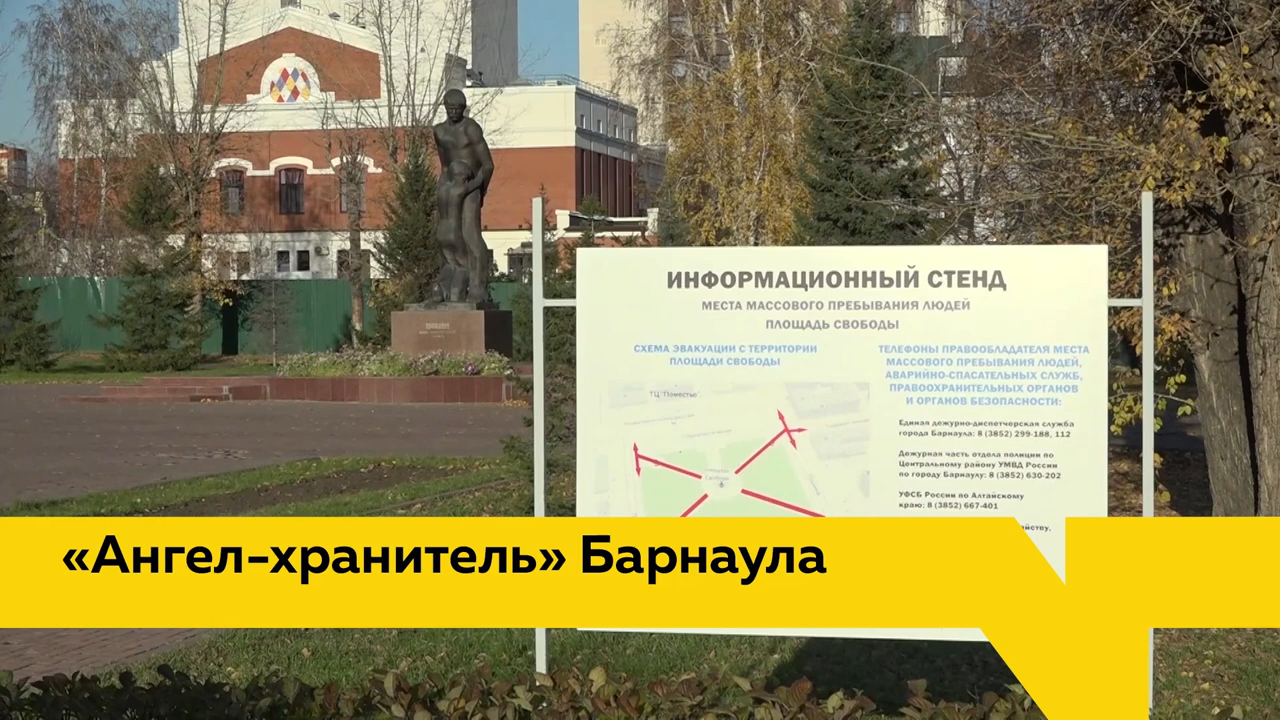 ИНФОРМАЦИОННЫЙ СТЕНД
МЕСТА МАССОВОГО ПРЕБЫВАНИЯ ЛЮДЕЙ
ПЛОЩАДЬ СВОБОДЫ
СХЕМА ЭВАКУАЦИИ С ТЕРРИТОРИИ
ПЛОЩАДИ СВОБОДЫ
ТЦ "Поместье"
Свободы
ТЕЛЕФОНЫ ПРАВООБЛАДАТЕЛЯ МЕСТА
МАССОВОГО ПРЕБЫВАНИЯ ЛЮДЕЙ,
АВАРИЙНО-СПАСАТЕЛЬНЫХ СЛУЖБ,
ПРАВООХРАНИТЕЛЬНЫХ ОРГАНОВ
И ОРГАНОВ БЕЗОПАСНОСТИ:
Единая дежурно-диспетчерская служба
города Барнаула: 8 (3852) 299-188, 112
Дежурная часть отдела полиции по
Центральному району УМВД России
по городу Барнаулу: 8 (3852) 630-202
УФСБ России по Алтайскому
краю: 8 (3852) 667-401
«Ангел-хранитель» Барнаула